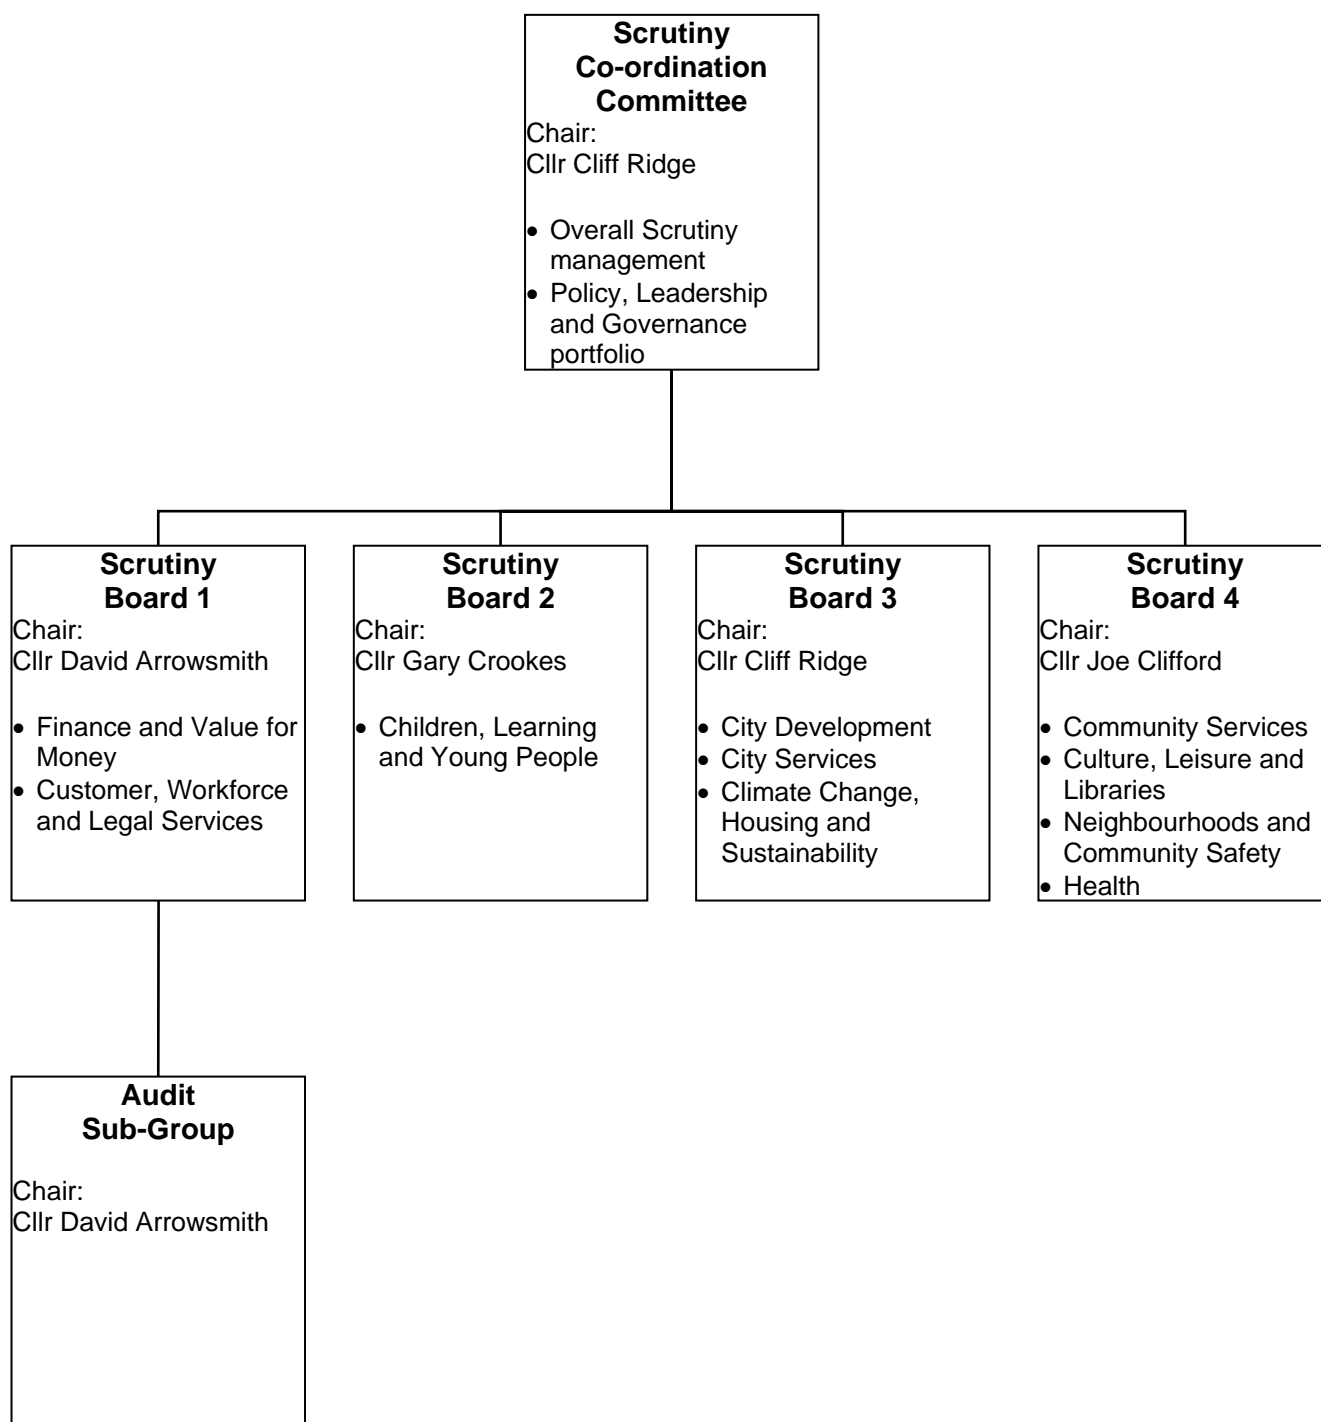 Scrutiny
Co-ordination
Committee
Chair:
Cllr Cliff Ridge
• Overall Scrutiny
management
• Policy, Leadership
and Governance
portfolio
Scrutiny
Board 1
Chair:
Cllr David Arrowsmith
• Finance and Value for
Money
• Customer, Workforce
and Legal Services
Scrutiny
Board 2
Chair:
Cllr Gary Crookes
• Children, Learning
and Young People
Scrutiny
Board 3
Chair:
Cllr Cliff Ridge
• City Development
• City Services
• Climate Change,
Housing and
Sustainability
Scrutiny
Board 4
Chair:
Cllr Joe Clifford
• Community Services
• Culture, Leisure and
Libraries
• Neighbourhoods and
Community Safety
• Health
Audit
Sub-Group
Chair:
Cllr David Arrowsmith